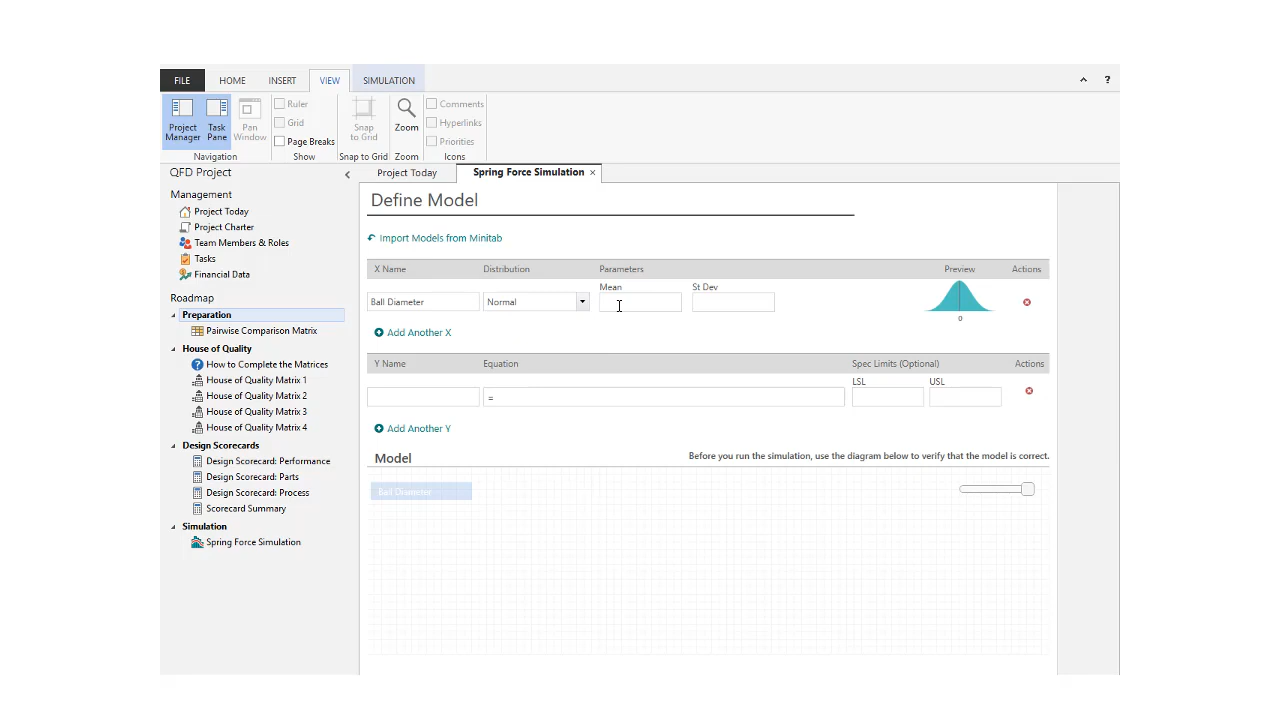 FILE HOME INSERT VIEW SIMULATION ?
Project Manager Task Pane Pan Window
Navigation
Ruler
Grid
Page Breaks
Show
Snap to Grid
Snap to Grid
Zoom
Zoom
Comments
Hyperlinks
Priorities
Icons
QFD Project
Management
Project Today
Project Charter
Team Members & Roles
Tasks
Financial Data
Roadmap
Preparation
Pairwise Comparison Matrix
House of Quality
? How to Complete the Matrices
House of Quality Matrix 1
House of Quality Matrix 2
House of Quality Matrix 3
House of Quality Matrix 4
Design Scorecards
Design Scorecard: Performance
Design Scorecard: Parts
Design Scorecard: Process
Scorecard Summary
Simulation
Spring Force Simulation
Project Today Spring Force Simulation ×
Define Model
Import Models from Minitab
X Name Distribution Parameters Preview Actions
Mean St Dev
Ball Diameter Normal
0
Add Another X
Y Name Equation Spec Limits (Optional) Actions
LSL USL
=
Add Another Y
Model Before you run the simulation, use the diagram below to verify that the model is correct.
Ball Diameter